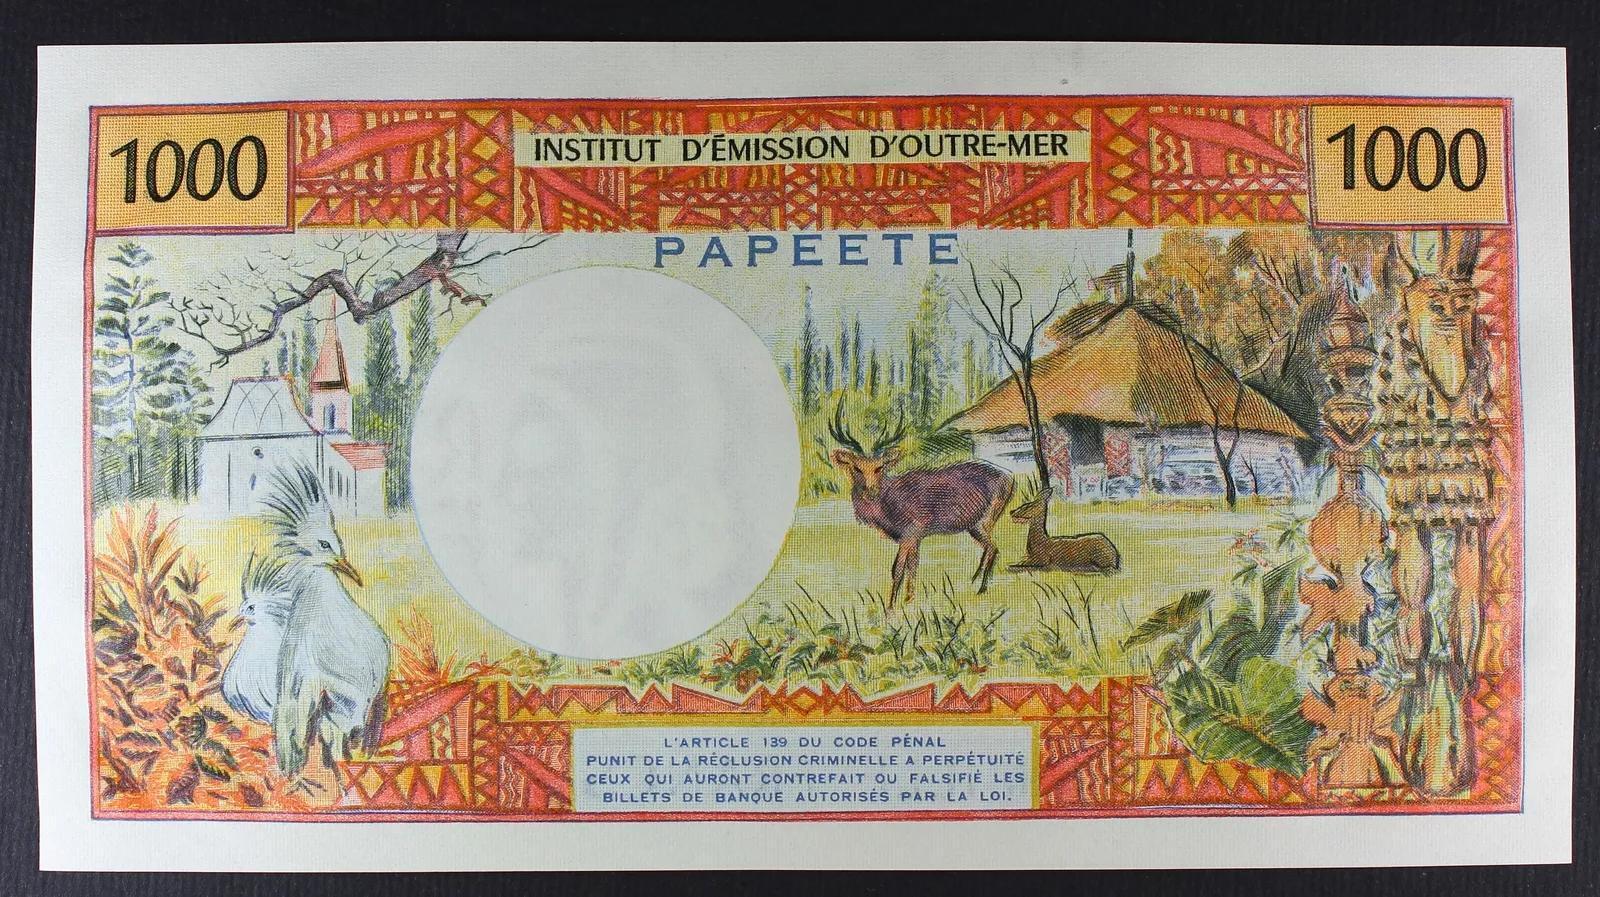 1000
INSTITUT D'ÉMISSION D'OUTRE-MER
1000
PAPEETE
L'ARTICLE 139 DU CODE PÉNAL
PUNIT DE LA RÉCLUSION CRIMINELLE A PERPÉTUITÉ
CEUX QUI AURONT CONTREFAIT OU FALSIFIÉ LES
BILLETS DE BANQUE AUTORISÉS PAR LA LOI.